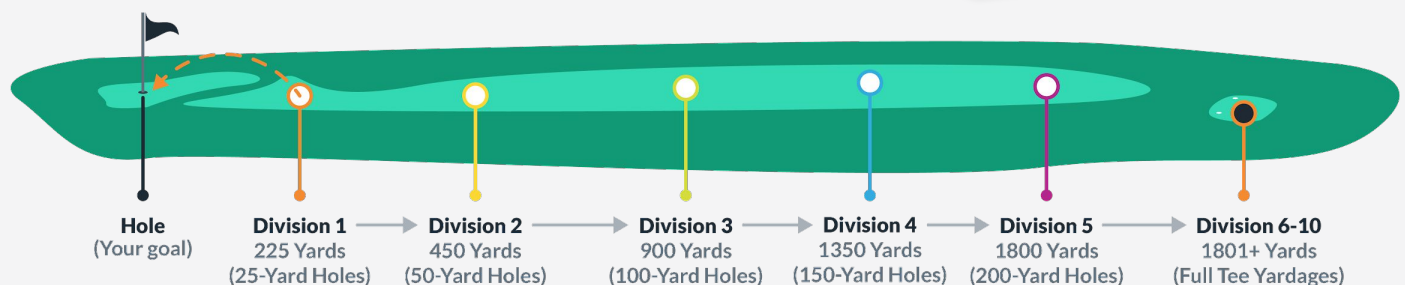 Hole
(Your goal)
Division 1
225 Yards
(25-Yard Holes)
Division 2
450 Yards
(50-Yard Holes)
Division 3
900 Yards
(100-Yard Holes)
Division 4
1350 Yards
(150-Yard Holes)
Division 5
1800 Yards
(200-Yard Holes)
Division 6-10
1801+ Yards
(Full Tee Yardages)